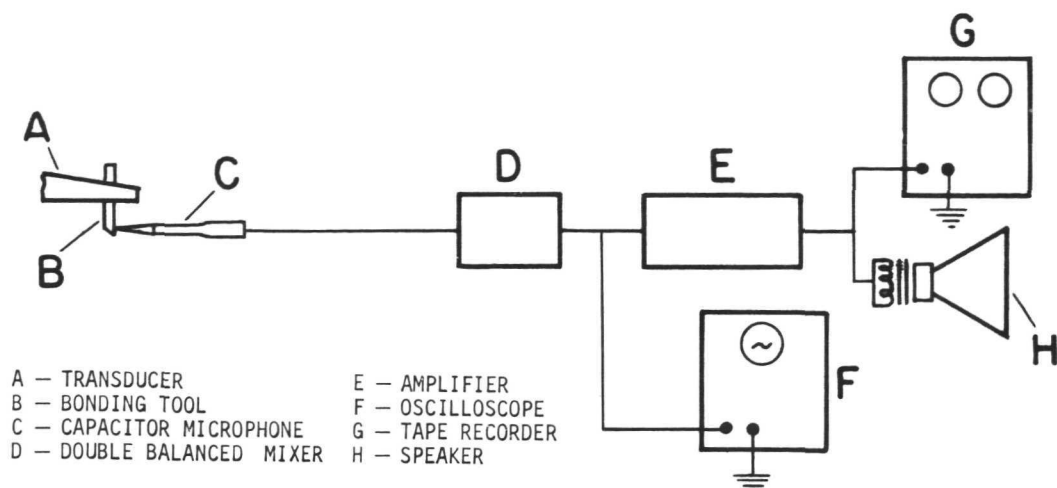 G
A
C
D
E
B
H
F
A — TRANSDUCER
B — BONDING TOOL
C — CAPACITOR MICROPHONE
D — DOUBLE BALANCED MIXER
E — AMPLIFIER
F — OSCILLOSCOPE
G — TAPE RECORDER
H — SPEAKER